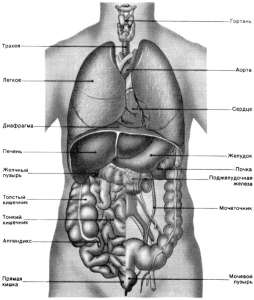 Гортань
Трахея
Легкое
Аорта
Сердце
Диафрагма
Печень
Желудок
Желчный
пузырь
Почка
Поджелудочная
железа
Толстый
кишечник
Тонкий
кишечник
Мочеточник
Аппендикс
Прямая
кишка
Мочевой
пузырь